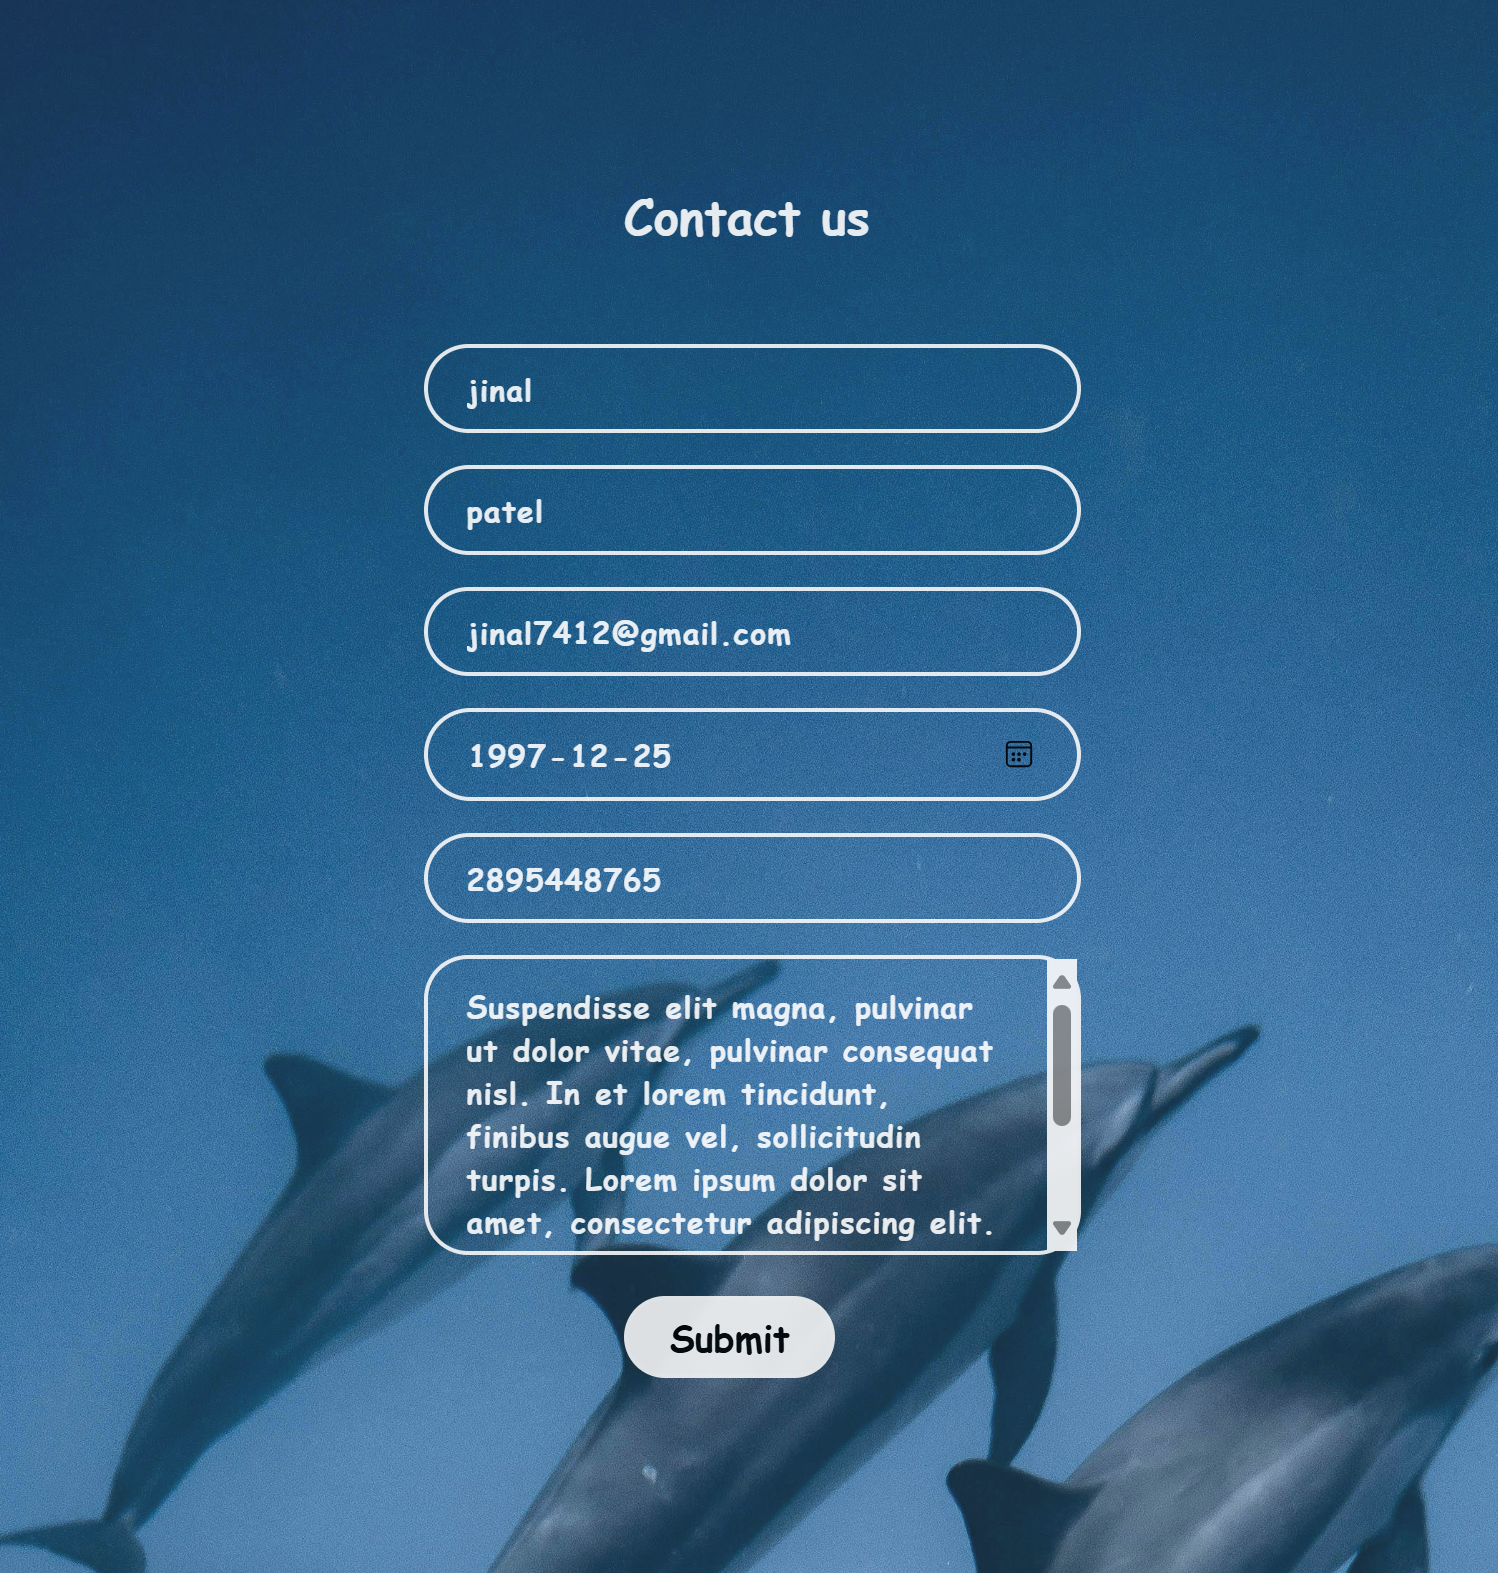 Contact us
jinal
patel
jinal7412@gmail.com
1997-12-25
2895448765
Suspendisse elit magna, pulvinar
ut dolor vitae, pulvinar consequat
nisl. In et lorem tincidunt,
finibus augue vel, sollicitudin
turpis. Lorem ipsum dolor sit
amet, consectetur adipiscing elit.
Submit